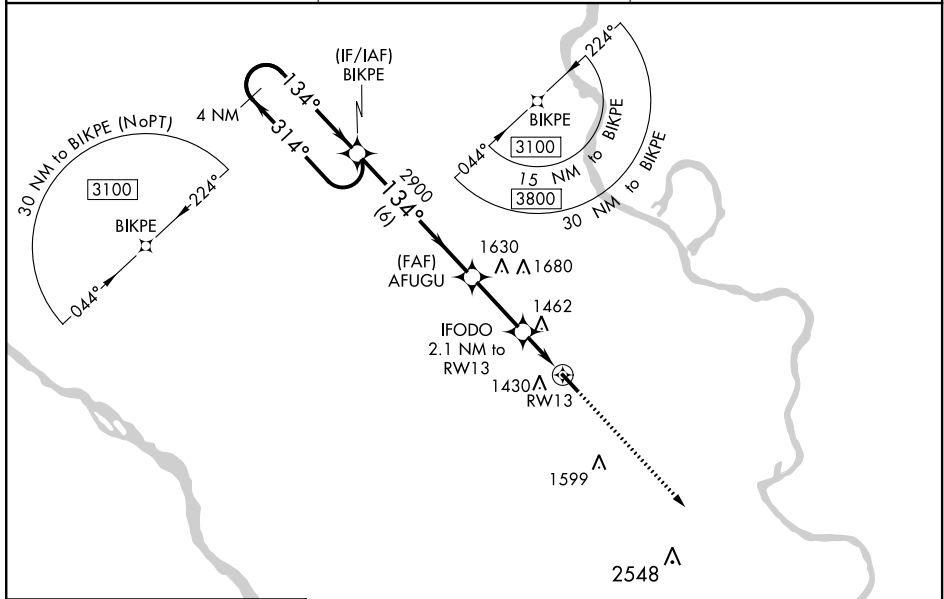 (IF/IAF)
BIKPE
134°
4 NM
314°
30 NM to BIKPE (NoPT)
3100
224°
BIKPE
044°
224°
BIKPE
044°
3100
15 NM to BIKPE
3800
30 NM to BIKPE
2900
134°
(6)
(FAF)
AFUGU
1630
1680
1462
IFODO
2.1 NM to
RW13
1430
RW13
1599
2548